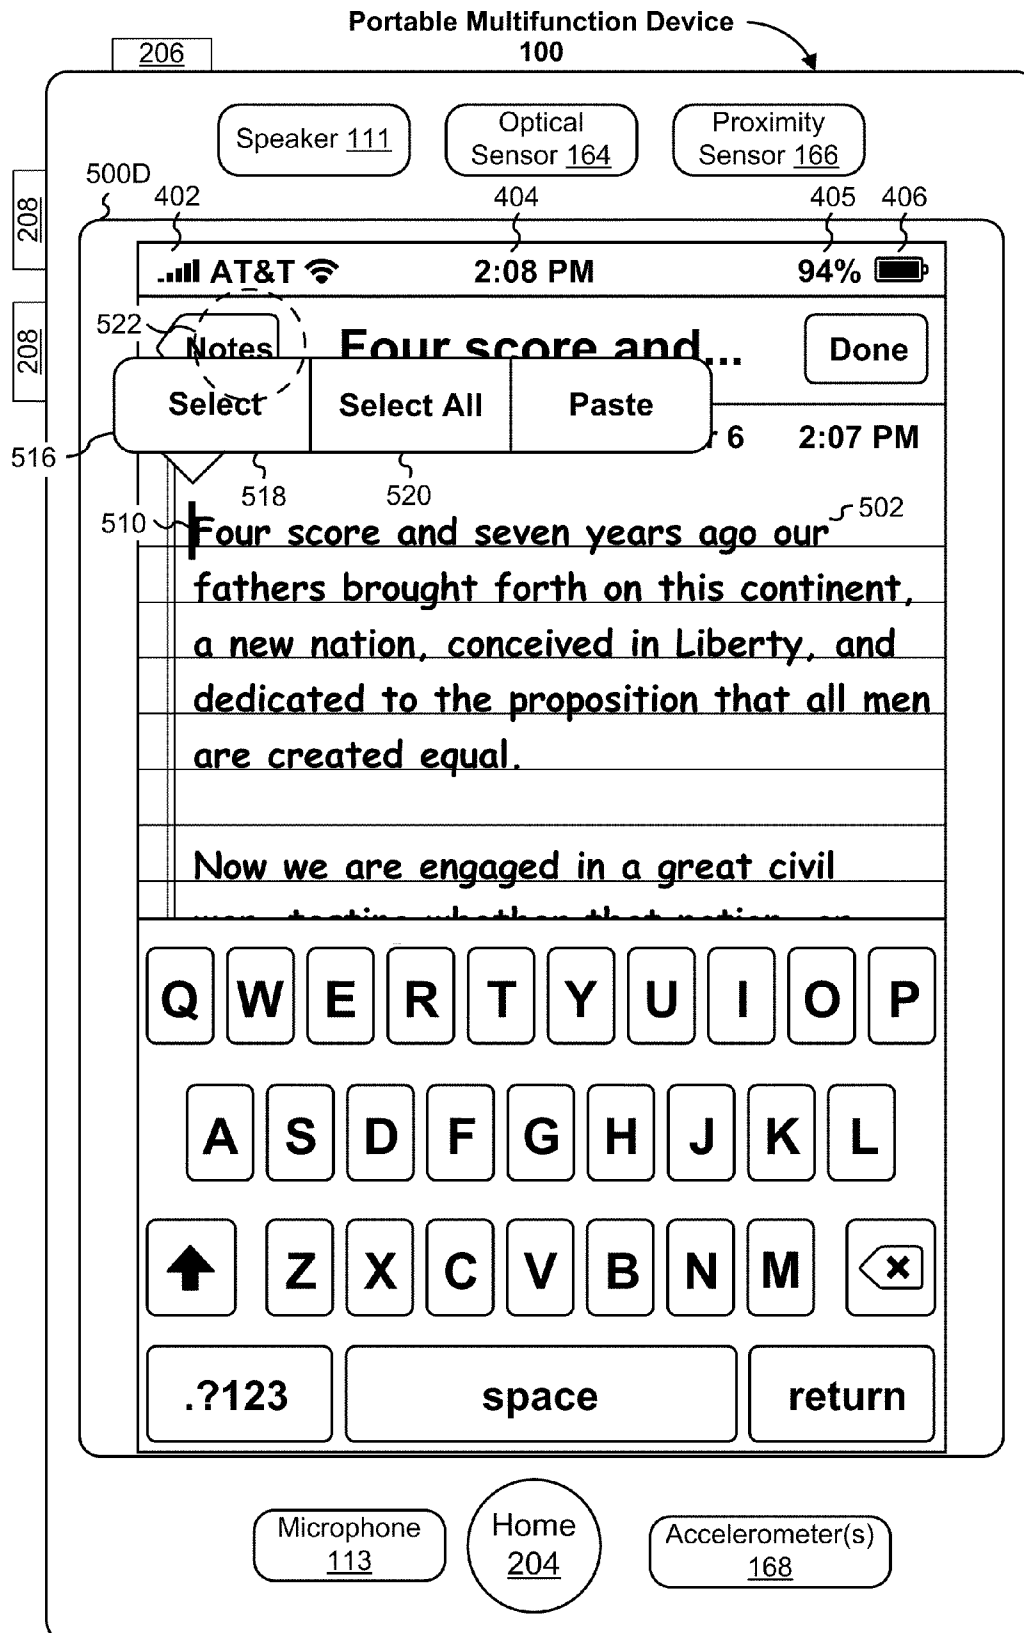 Portable Multifunction Device
100
206
Speaker 111
Optical
Sensor 164
Proximity
Sensor 166
208
208
500D
402
404
405
406
AT&T
2:08 PM
94%
522
Notes
Four score and...
Done
Select
Select All
Paste
r 6
2:07 PM
516
518
520
510
502
Four score and seven years ago our
fathers brought forth on this continent,
a new nation, conceived in Liberty, and
dedicated to the proposition that all men
are created equal.
Now we are engaged in a great civil
Q W E R T Y U I O P
A S D F G H J K L
Z X C V B N M
.?123
space
return
Microphone
113
Home
204
Accelerometer(s)
168